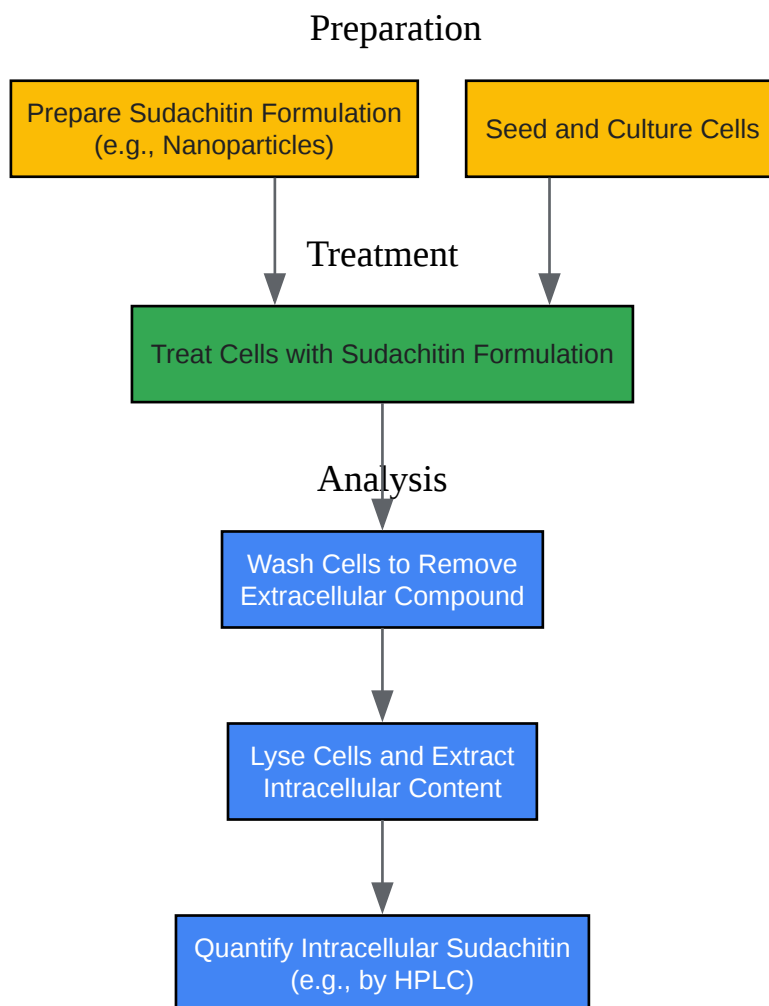 Preparation
Prepare Sudachitin Formulation
(e.g., Nanoparticles)
Seed and Culture Cells
Treatment
Treat Cells with Sudachitin Formulation
Analysis
Wash Cells to Remove
Extracellular Compound
Lyse Cells and Extract
Intracellular Content
Quantify Intracellular Sudachitin
(e.g., by HPLC)